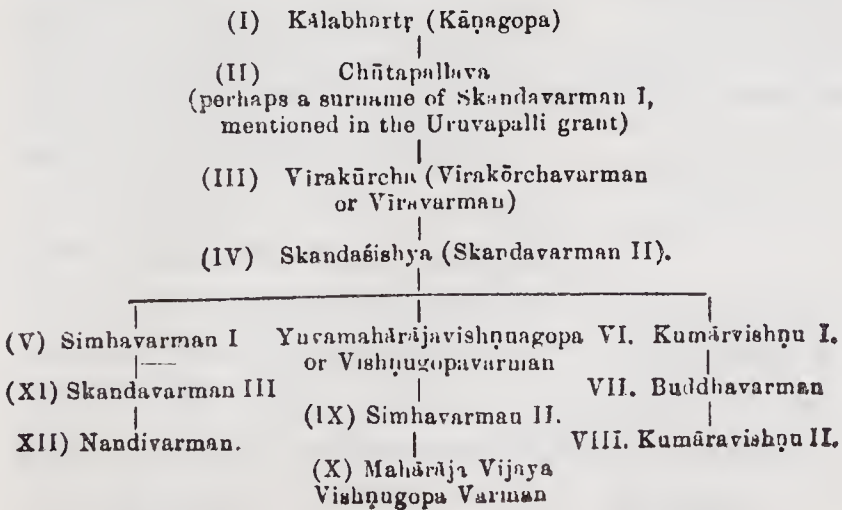 (I) Kālabhartṛ (Kāṇagopa)
(II) Chūtapallava
(perhaps a surname of Skandavarman I,
mentioned in the Uruvapalli grant)
(III) Virakūrcha (Vīrakōrchavarman
or Vīravarman)
(IV) Skandaśishya (Skandavarman II).
(V) Simhavarman I Yuvamahārājavishṇuagopa VI. Kumārvishṇu I.
or Vishṇugopavarman
(XI) Skandavarman III VII. Buddhavarman
(IX) Simhavarman II.
XII) Nandivarman. VIII. Kumāravishṇu II.
(X) Mahārāja Vijaya
Vishṇugopa Varman